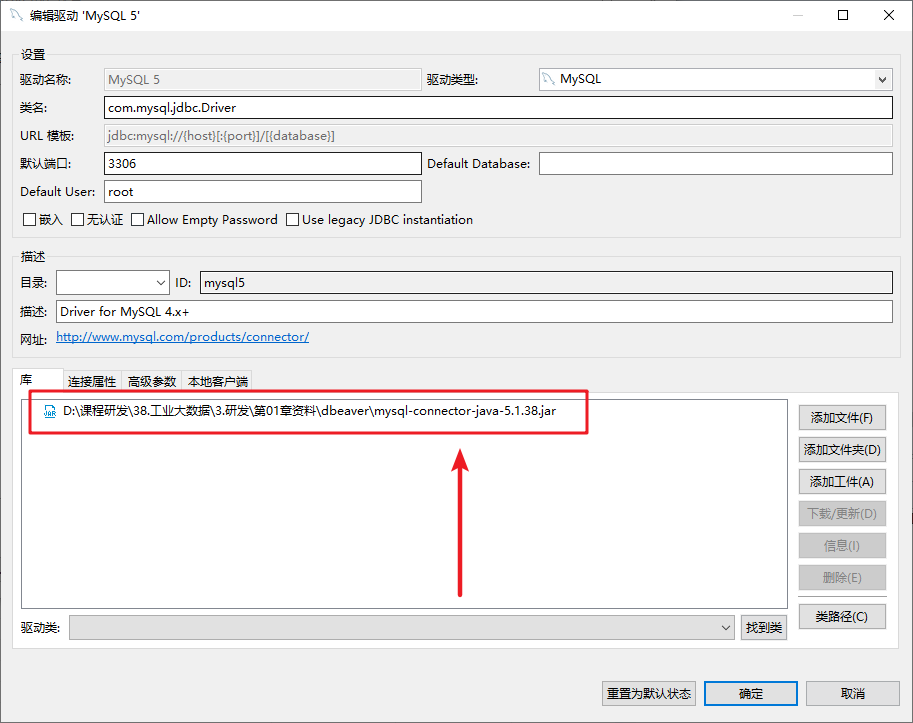 编辑驱动 'MySQL 5'
设置
驱动名称: MySQL 5 驱动类型: MySQL
类名: com.mysql.jdbc.Driver
URL 模板: jdbc:mysql://{host}[:{port}]/[{database}]
默认端口: 3306 Default Database:
Default User: root
嵌入 无认证 Allow Empty Password Use legacy JDBC instantiation
描述
目录: ID: mysql5
描述: Driver for MySQL 4.x+
网址: http://www.mysql.com/products/connector/
库 连接属性 高级参数 本地客户端
JAR D:\课程研发\38.工业大数据\3.研发\第01章资料\dbeaver\mysql-connector-java-5.1.38.jar
添加文件(F)
添加文件夹(D)
添加工件(A)
下载/更新(D)
信息(I)
删除(E)
类路径(C)
驱动类: 找到类
重置为默认状态 确定 取消